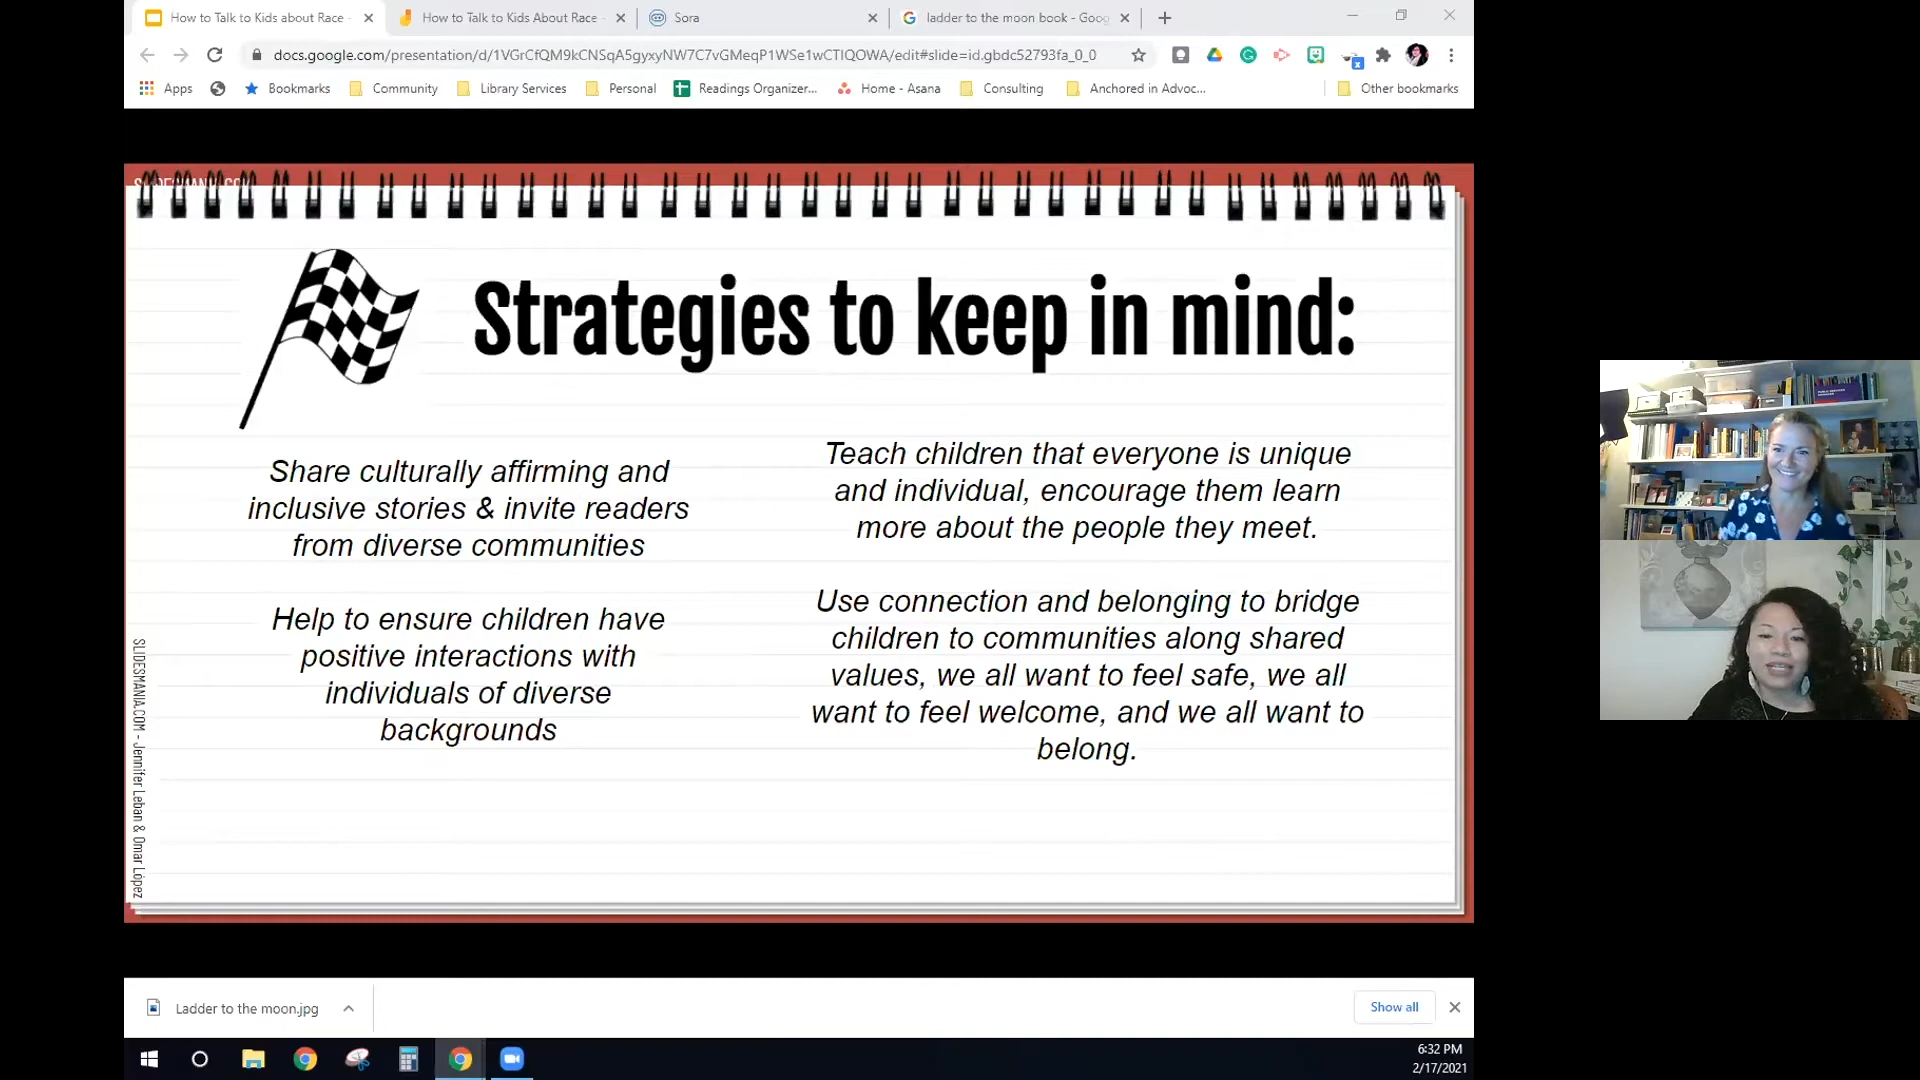 How to Talk to Kids about Race -
How to Talk to Kids About Race -
Sora
ladder to the moon book - Goog
docs.google.com/presentation/d/1VGrCfQM9kCNSqA5gyxyNW7C7vGMeqP1WSe1wCTIQOWA/edit#slide=id.gbdc52793fa_0_0
Apps
Bookmarks
Community
Library Services
Personal
Readings Organizer...
Home - Asana
Consulting
Anchored in Advoc...
Other bookmarks
Strategies to keep in mind:
Share culturally affirming and
inclusive stories & invite readers
from diverse communities
Help to ensure children have
positive interactions with
individuals of diverse
backgrounds
Teach children that everyone is unique
and individual, encourage them learn
more about the people they meet.
Use connection and belonging to bridge
children to communities along shared
values, we all want to feel safe, we all
want to feel welcome, and we all want to
belong.
SLIDESMANIA.COM - Jennifer Leban & Omar López
Ladder to the moon.jpg
Show all
6:32 PM
2/17/2021